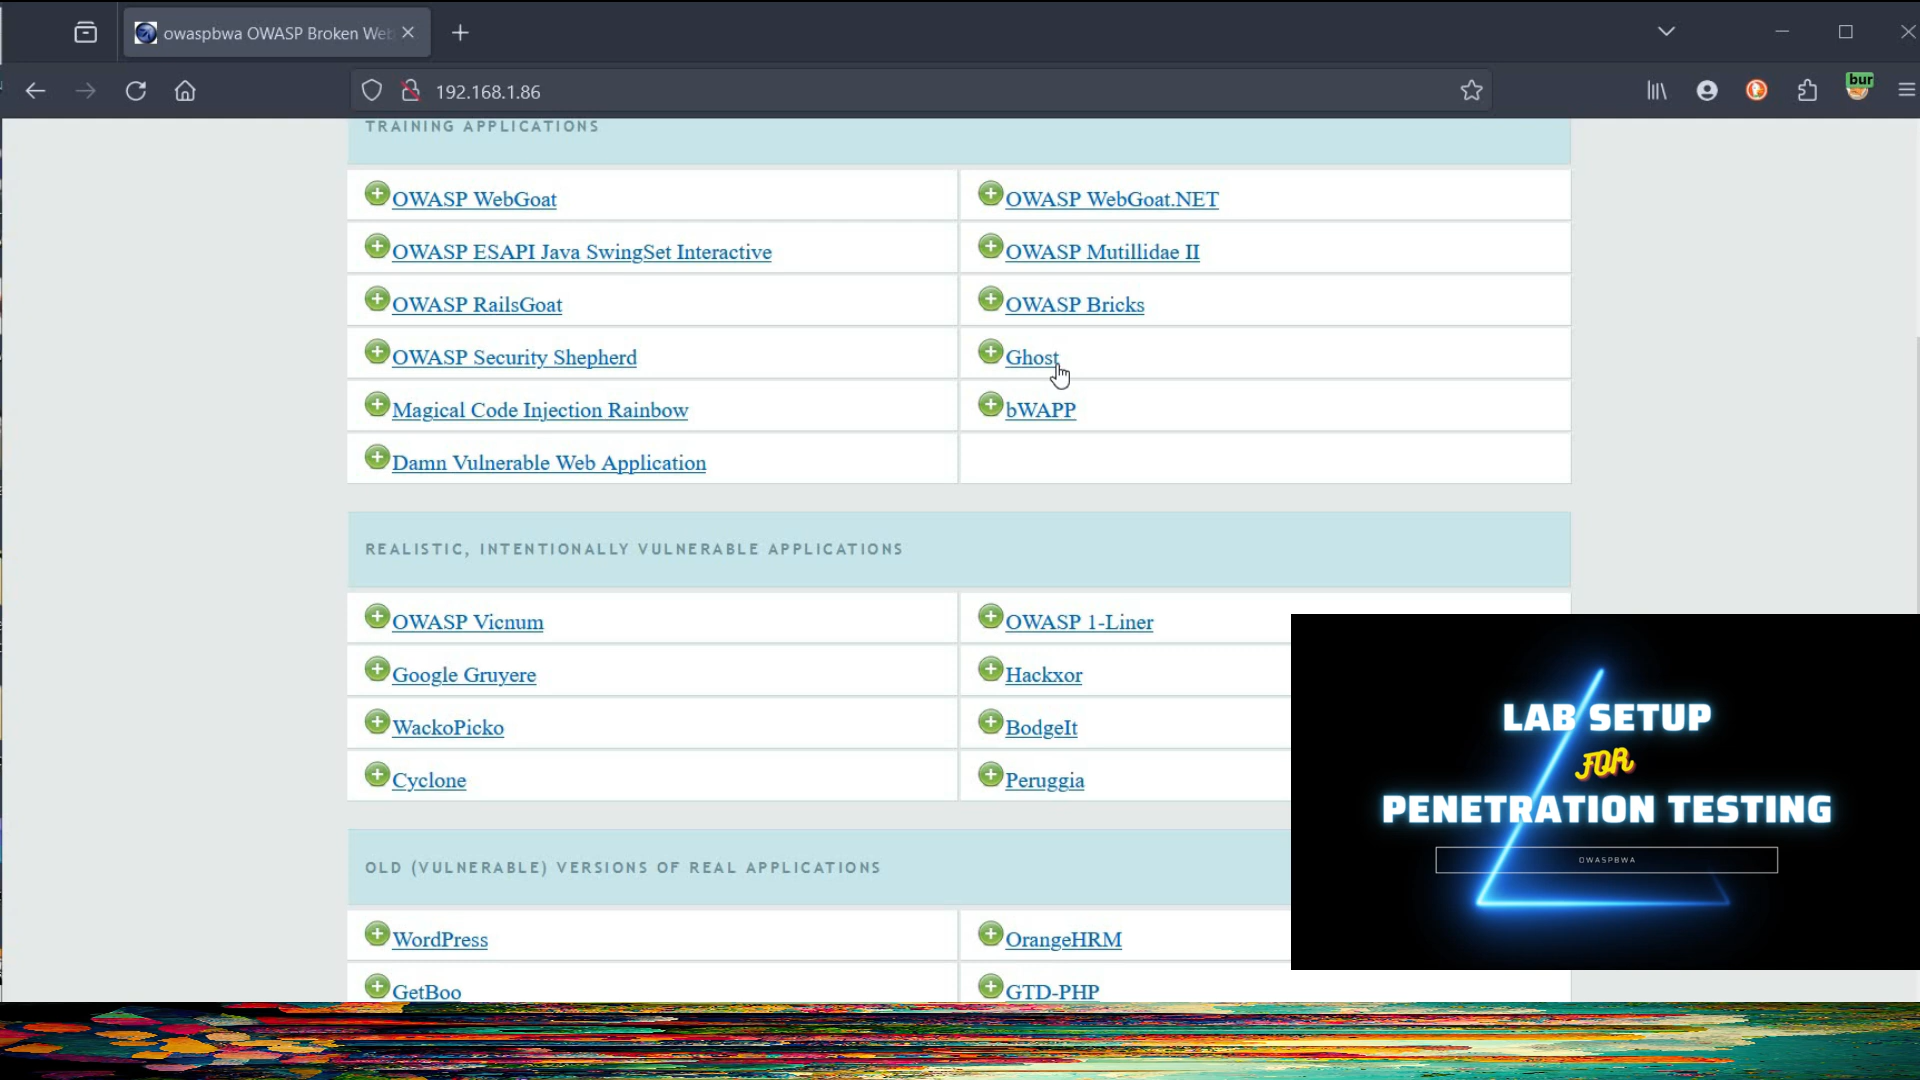 owaspbwa OWASP Broken Web
192.168.1.86
bur
TRAINING APPLICATIONS
OWASP WebGoat
OWASP WebGoat.NET
OWASP ESAPI Java SwingSet Interactive
OWASP Mutillidae II
OWASP RailsGoat
OWASP Bricks
OWASP Security Shepherd
Ghost
Magical Code Injection Rainbow
bWAPP
Damn Vulnerable Web Application
REALISTIC, INTENTIONALLY VULNERABLE APPLICATIONS
OWASP Vicnum
OWASP 1-Liner
Google Gruyere
Hackxor
WackoPicko
BodgeIt
Cyclone
Peruggia
OLD (VULNERABLE) VERSIONS OF REAL APPLICATIONS
WordPress
OrangeHRM
GetBoo
GTD-PHP
LAB SETUP
FOR
PENETRATION TESTING
OWASPBWA